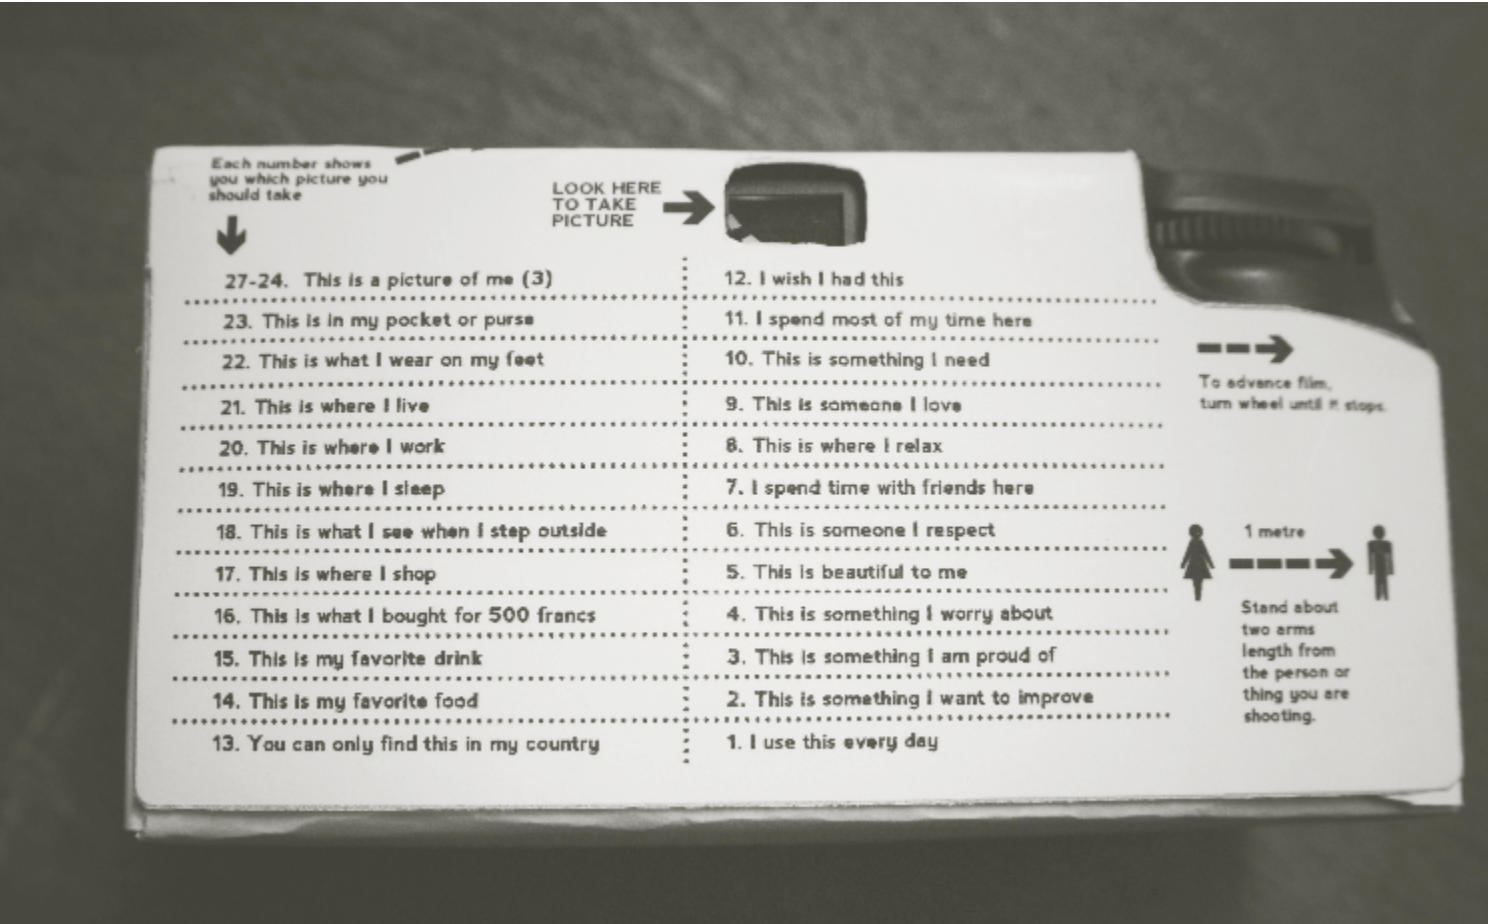 Each number shows
you which picture you
should take
LOOK HERE
TO TAKE
PICTURE
27-24. This is a picture of me (3)
23. This is in my pocket or purse
22. This is what I wear on my feet
21. This is where I live
20. This is where I work
19. This is where I sleep
18. This is what I see when I step outside
17. This is where I shop
16. This is what I bought for 500 francs
15. This is my favorite drink
14. This is my favorite food
13. You can only find this in my country
12. I wish I had this
11. I spend most of my time here
10. This is something I need
9. This is someone I love
8. This is where I relax
7. I spend time with friends here
6. This is someone I respect
5. This is beautiful to me
4. This is something I worry about
3. This is something I am proud of
2. This is something I want to improve
1. I use this every day
To advance film,
turn wheel until it stops.
1 metre
Stand about
two arms
length from
the person or
thing you are
shooting.